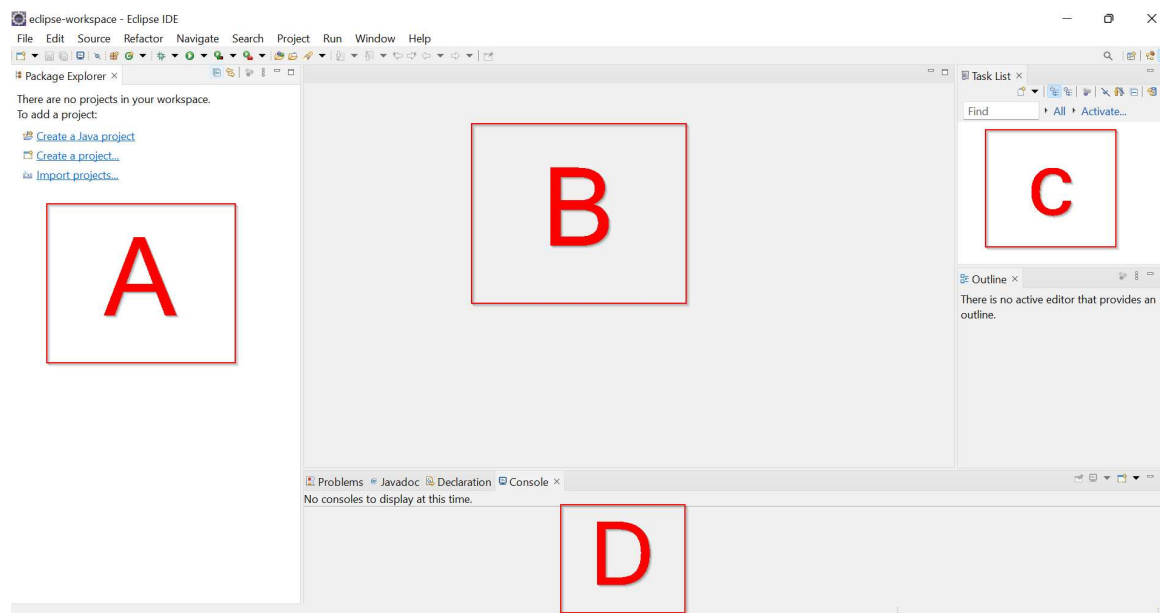 eclipse-workspace - Eclipse IDE
File Edit Source Refactor Navigate Search Project Run Window Help
Package Explorer
There are no projects in your workspace.
To add a project:
Create a Java project
Create a project...
Import projects...
A
B
Task List
Find All Activate...
C
Outline
There is no active editor that provides an
outline.
Problems Javadoc Declaration Console
No consoles to display at this time.
D